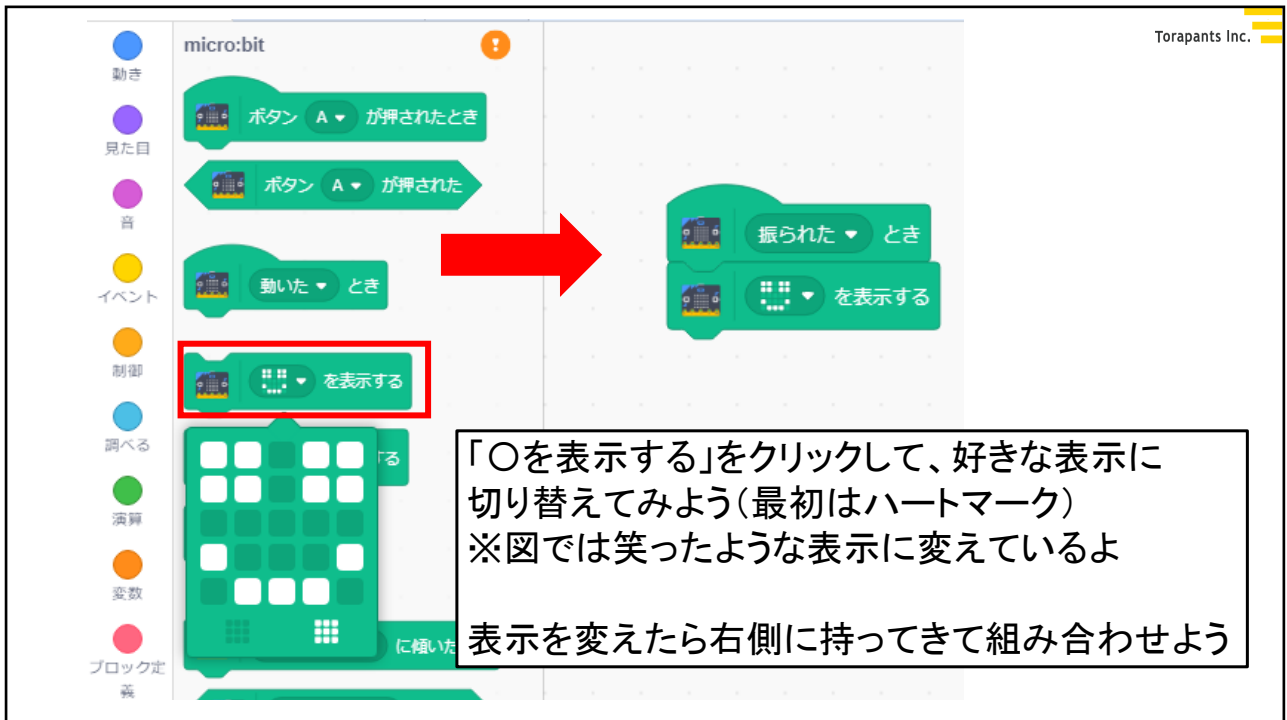 Torapants Inc.
動き
見た目
音
イベント
制御
調べる
演算
変数
ブロック定
義
micro:bit
!
ボタン A が押されたとき
ボタン A が押された
動いた とき
を表示する
する
に傾いた
振られた とき
を表示する
「○を表示する」をクリックして、好きな表示に
切り替えてみよう(最初はハートマーク)
※図では笑ったような表示に変えているよ
表示を変えたら右側に持ってきて組み合わせよう